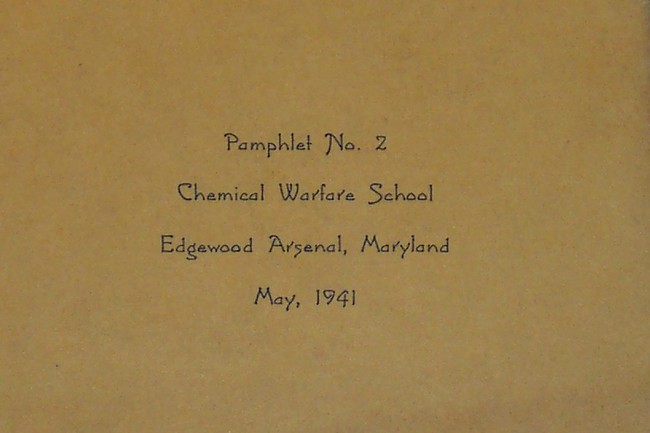 Pamphlet No. 2
Chemical Warfare School
Edgewood Arsenal, Maryland
May, 1941